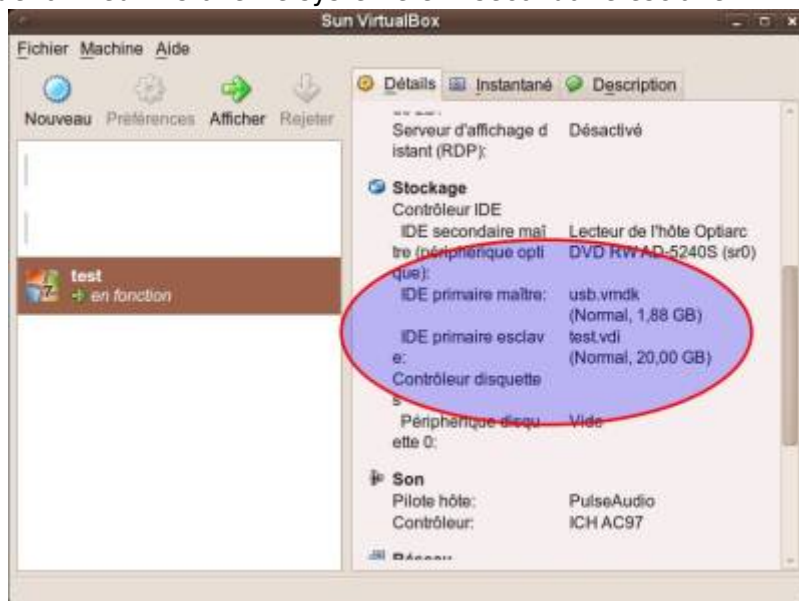 Sun VirtualBox
Fichier Machine Aide
Nouveau Préférences Afficher Rejeter
Détails Instantané Description
Serveur d'affichage d
istant (RDP):
Désactivé
Stockage
Contrôleur IDE
IDE secondaire maî
tre (périphérique opti
que):
Lecteur de l'hôte Optiarc
DVD RW AD-5240S (sr0)
IDE primaire maître:
usb.vmdk
(Normal, 1,88 GB)
IDE primaire esclav
e:
test.vdi
(Normal, 20,00 GB)
Contrôleur disquette
s
Périphérique disqu
ette 0:
Vide
Son
Pilote hôte: PulseAudio
Contrôleur: ICH AC97
Réseau
test
en fonction